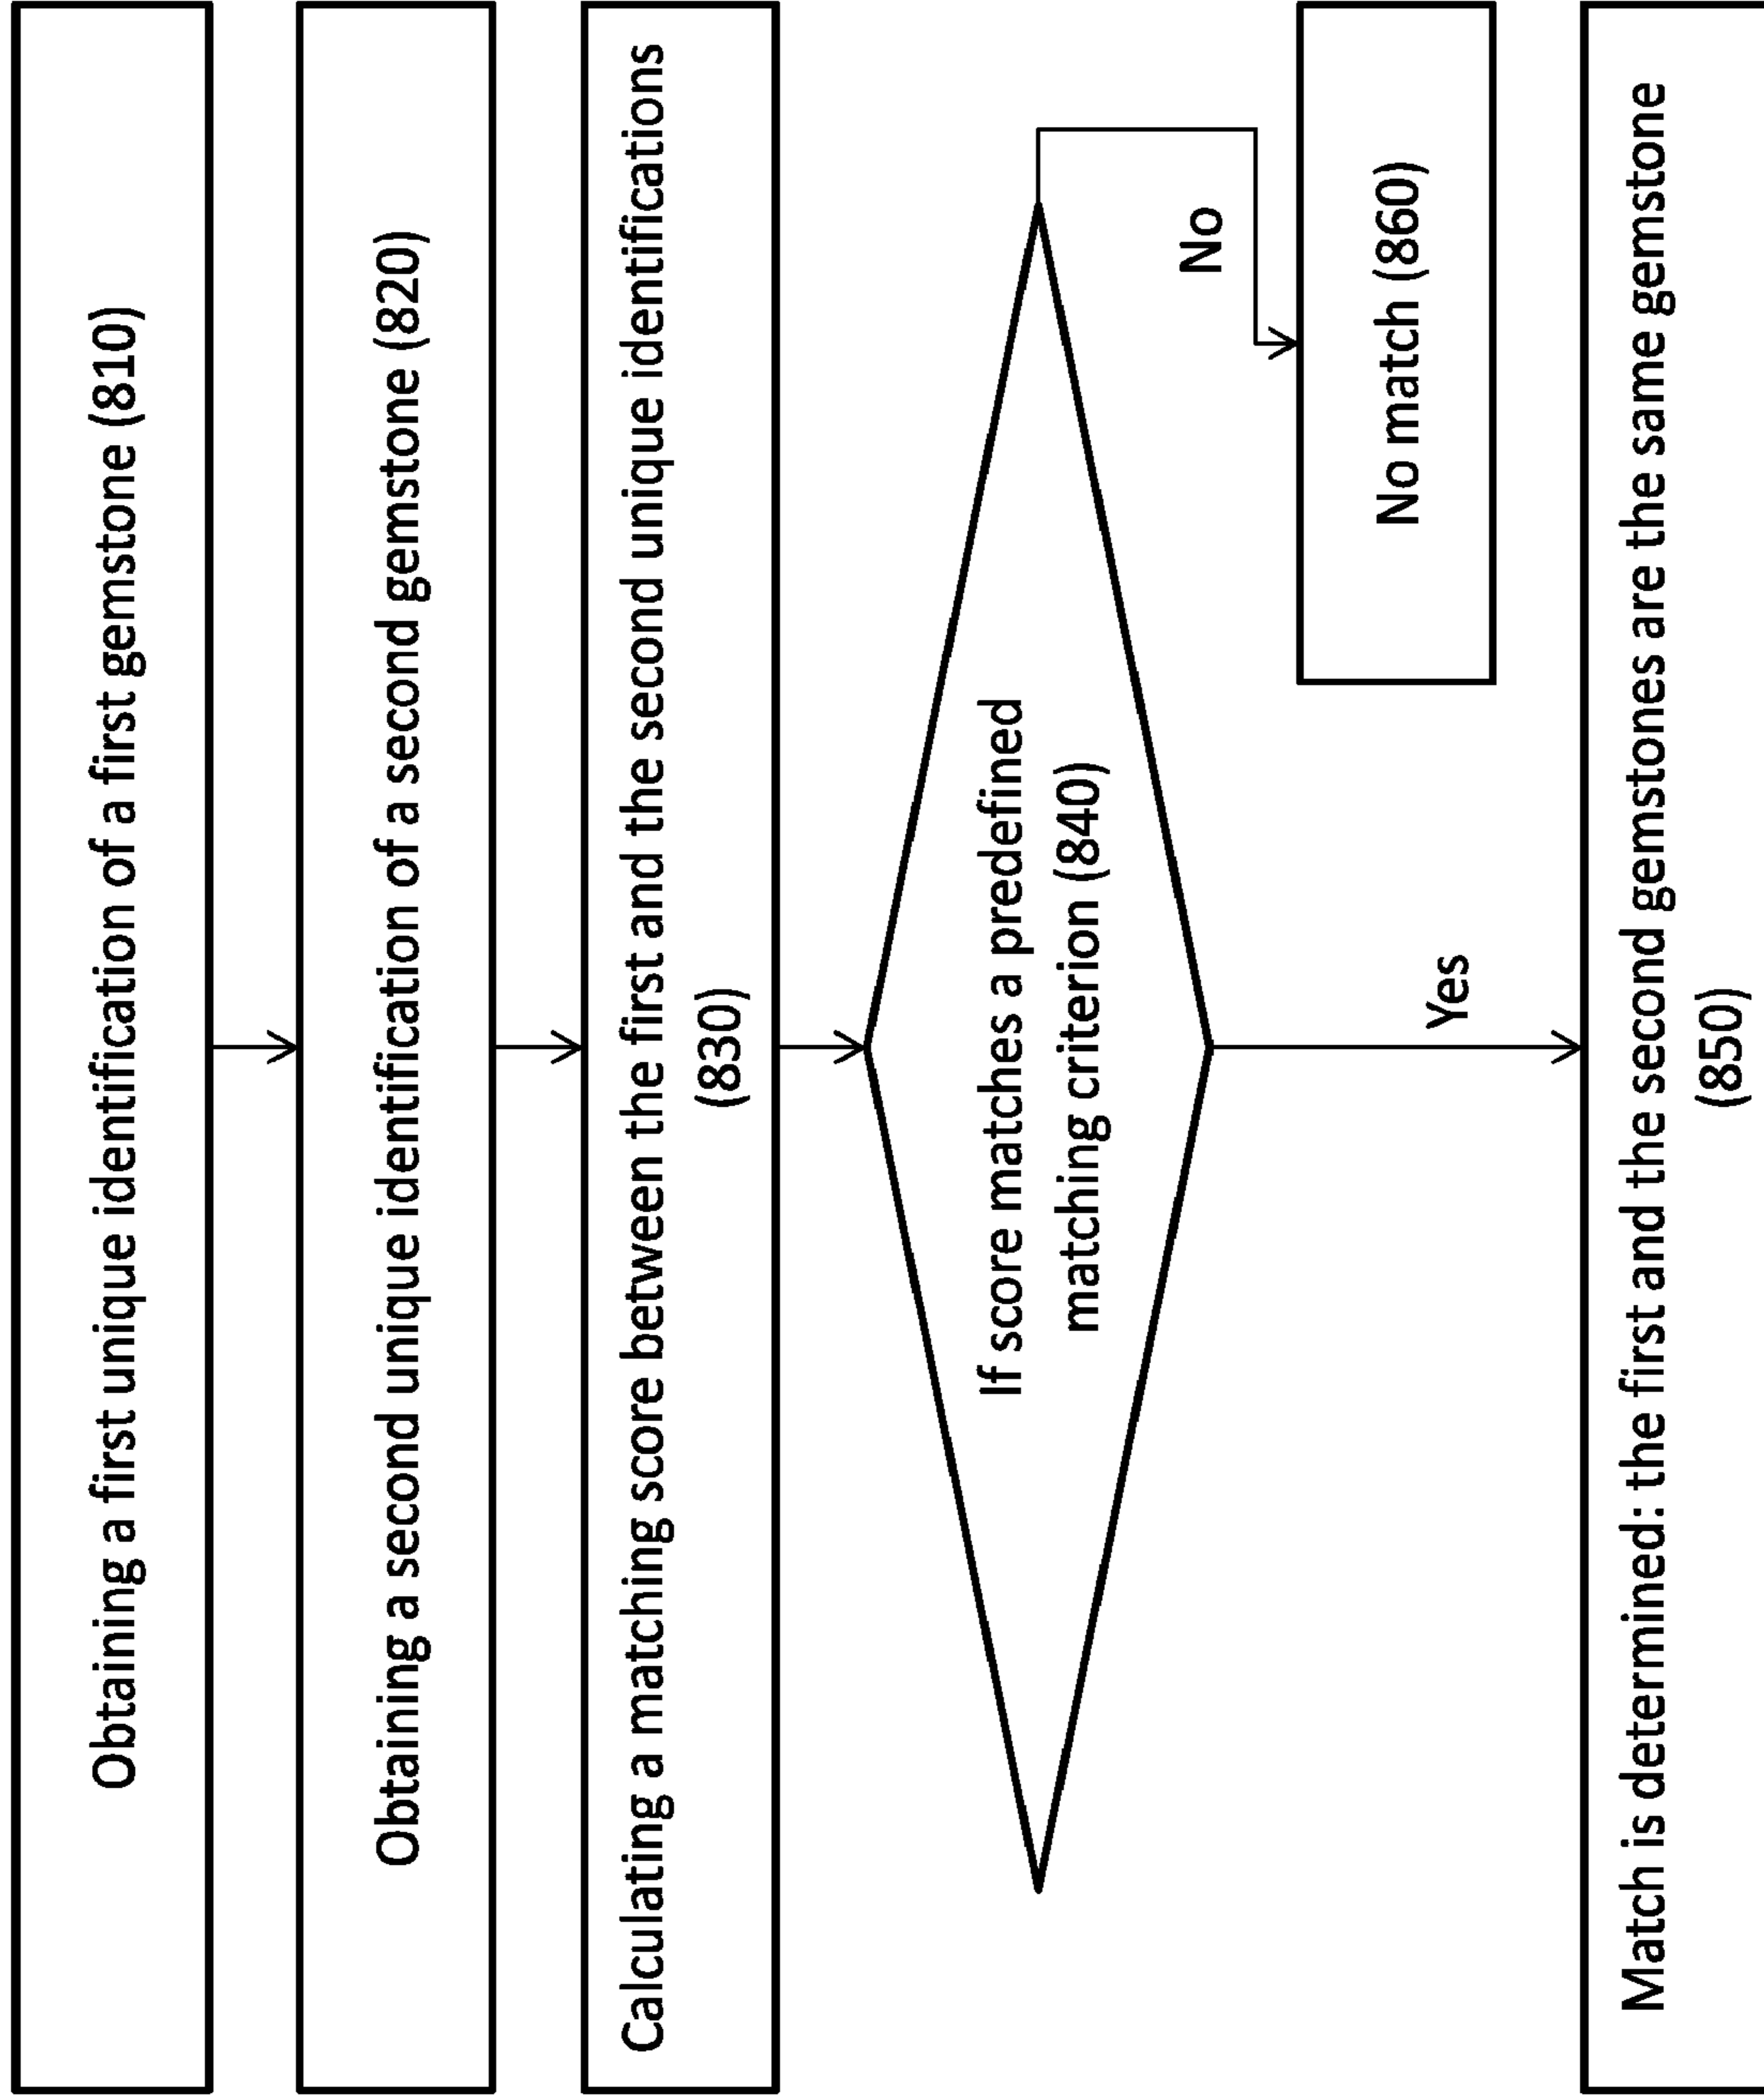 Obtaining a first unique identification of a first gemstone (810)
Obtaining a second unique identification of a second gemstone (820)
Calculating a matching score between the first and the second unique identifications
(830)
If score matches a predefined
matching criterion (840)
No
No match (860)
Yes
Match is determined: the first and the second gemstones are the same gemstone
(850)